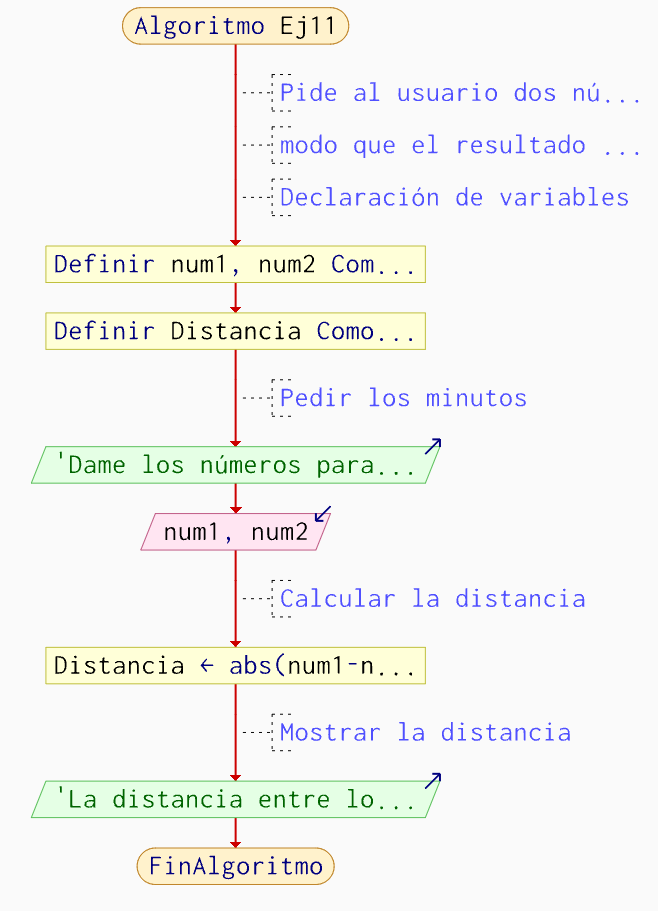 Algoritmo Ej11
Pide al usuario dos nú...
modo que el resultado ...
Declaración de variables
Definir num1, num2 Com...
Definir Distancia Como...
Pedir los minutos
'Dame los números para...
num1, num2
Calcular la distancia
Distancia ← abs(num1-n...
Mostrar la distancia
'La distancia entre lo...
FinAlgoritmo